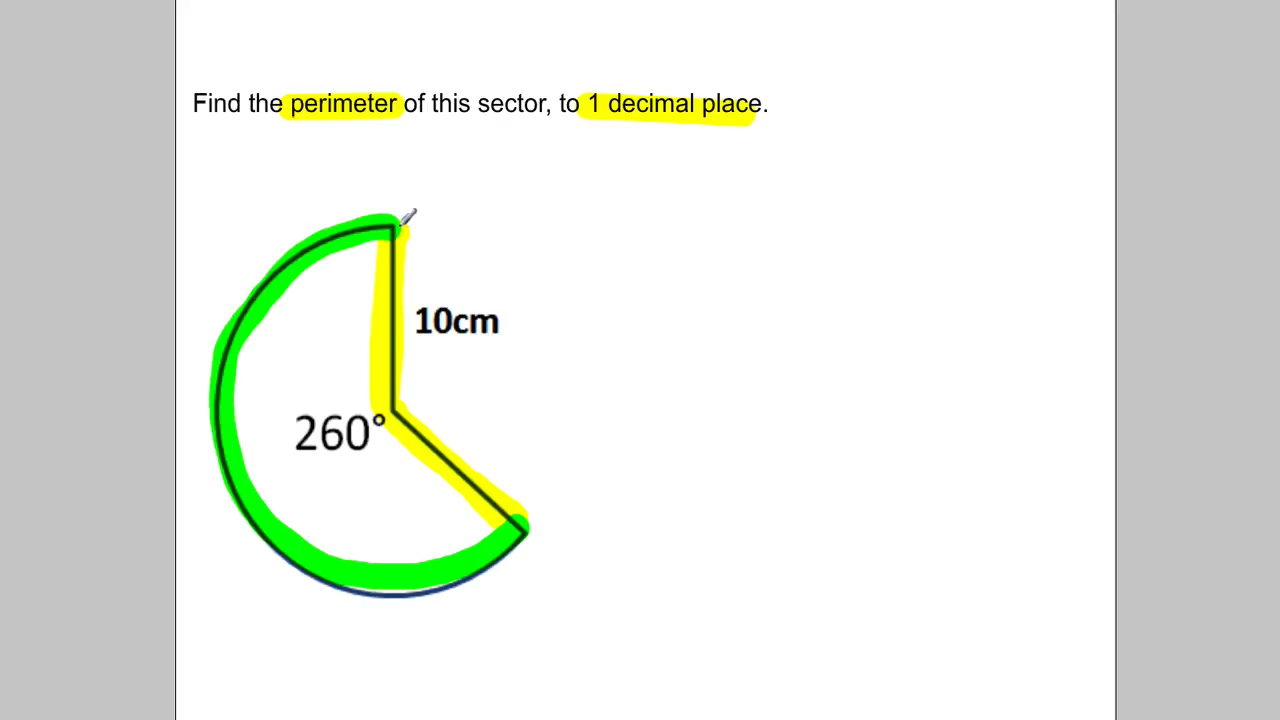 Find the perimeter of this sector, to 1 decimal place.
10cm
260°